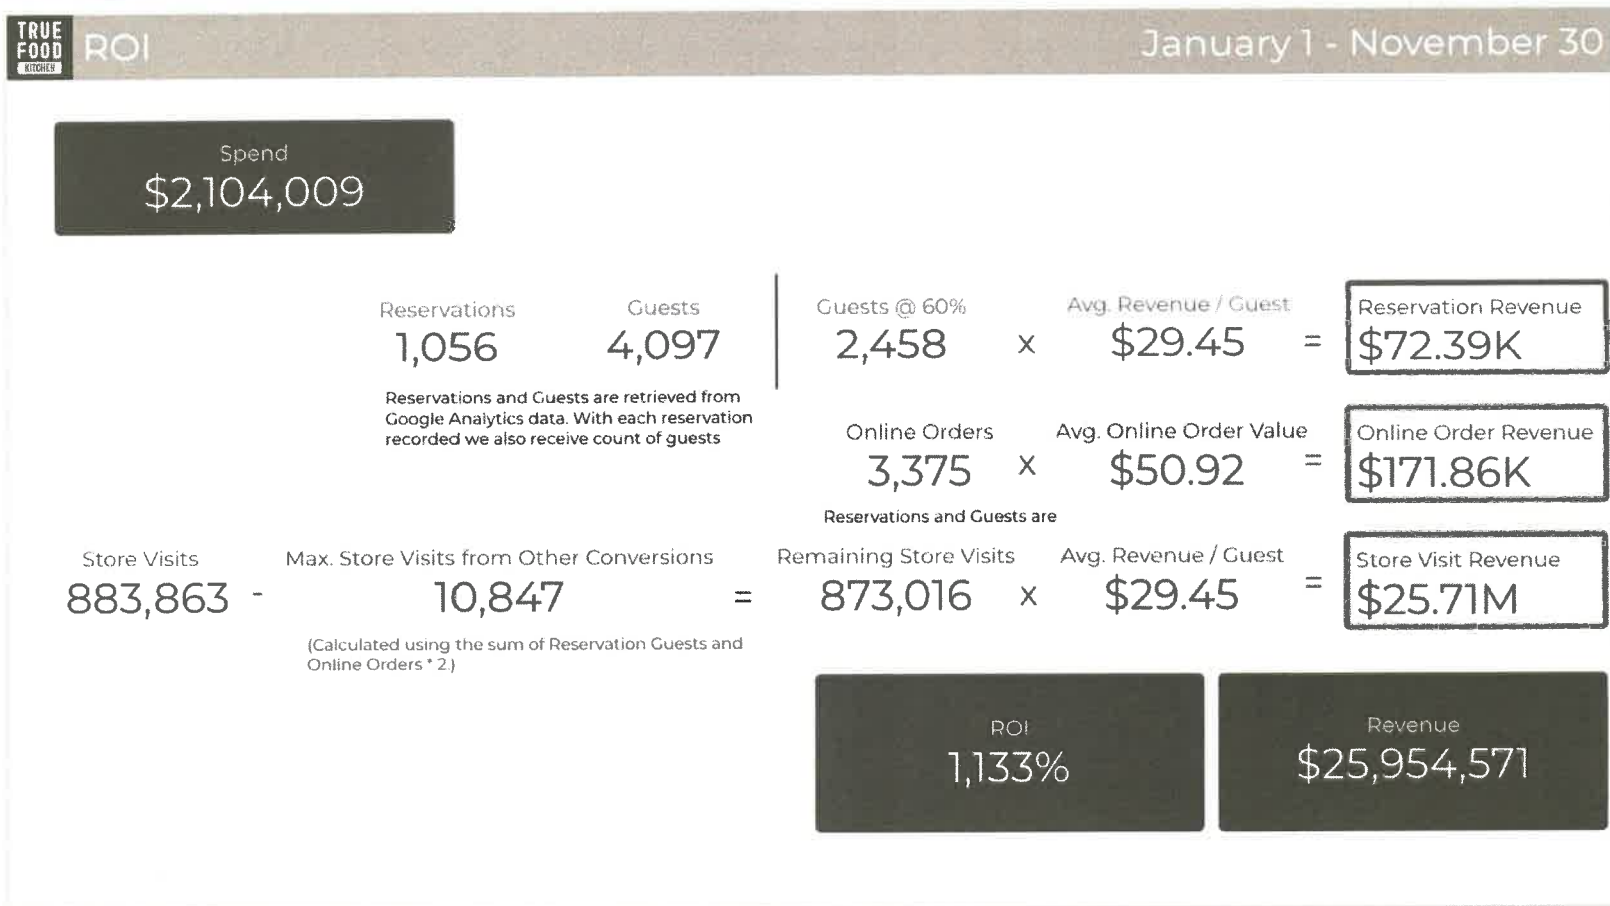 TRUE
FOOD
KITCHEN
ROI
January 1 - November 30
Spend
$2,104,009
Reservations
1,056
Guests
4,097
Guests @ 60%
2,458
x
Avg. Revenue / Guest
$29.45
=
Reservation Revenue
$72.39K
Reservations and Guests are retrieved from
Google Analytics data. With each reservation
recorded we also receive count of guests
Online Orders
3,375
x
Avg. Online Order Value
$50.92
=
Online Order Revenue
$171.86K
Reservations and Guests are
Store Visits
883,863
-
Max. Store Visits from Other Conversions
10,847
=
Remaining Store Visits
873,016
x
Avg. Revenue / Guest
$29.45
=
Store Visit Revenue
$25.71M
(Calculated using the sum of Reservation Guests and
Online Orders * 2.)
ROI
1,133%
Revenue
$25,954,571